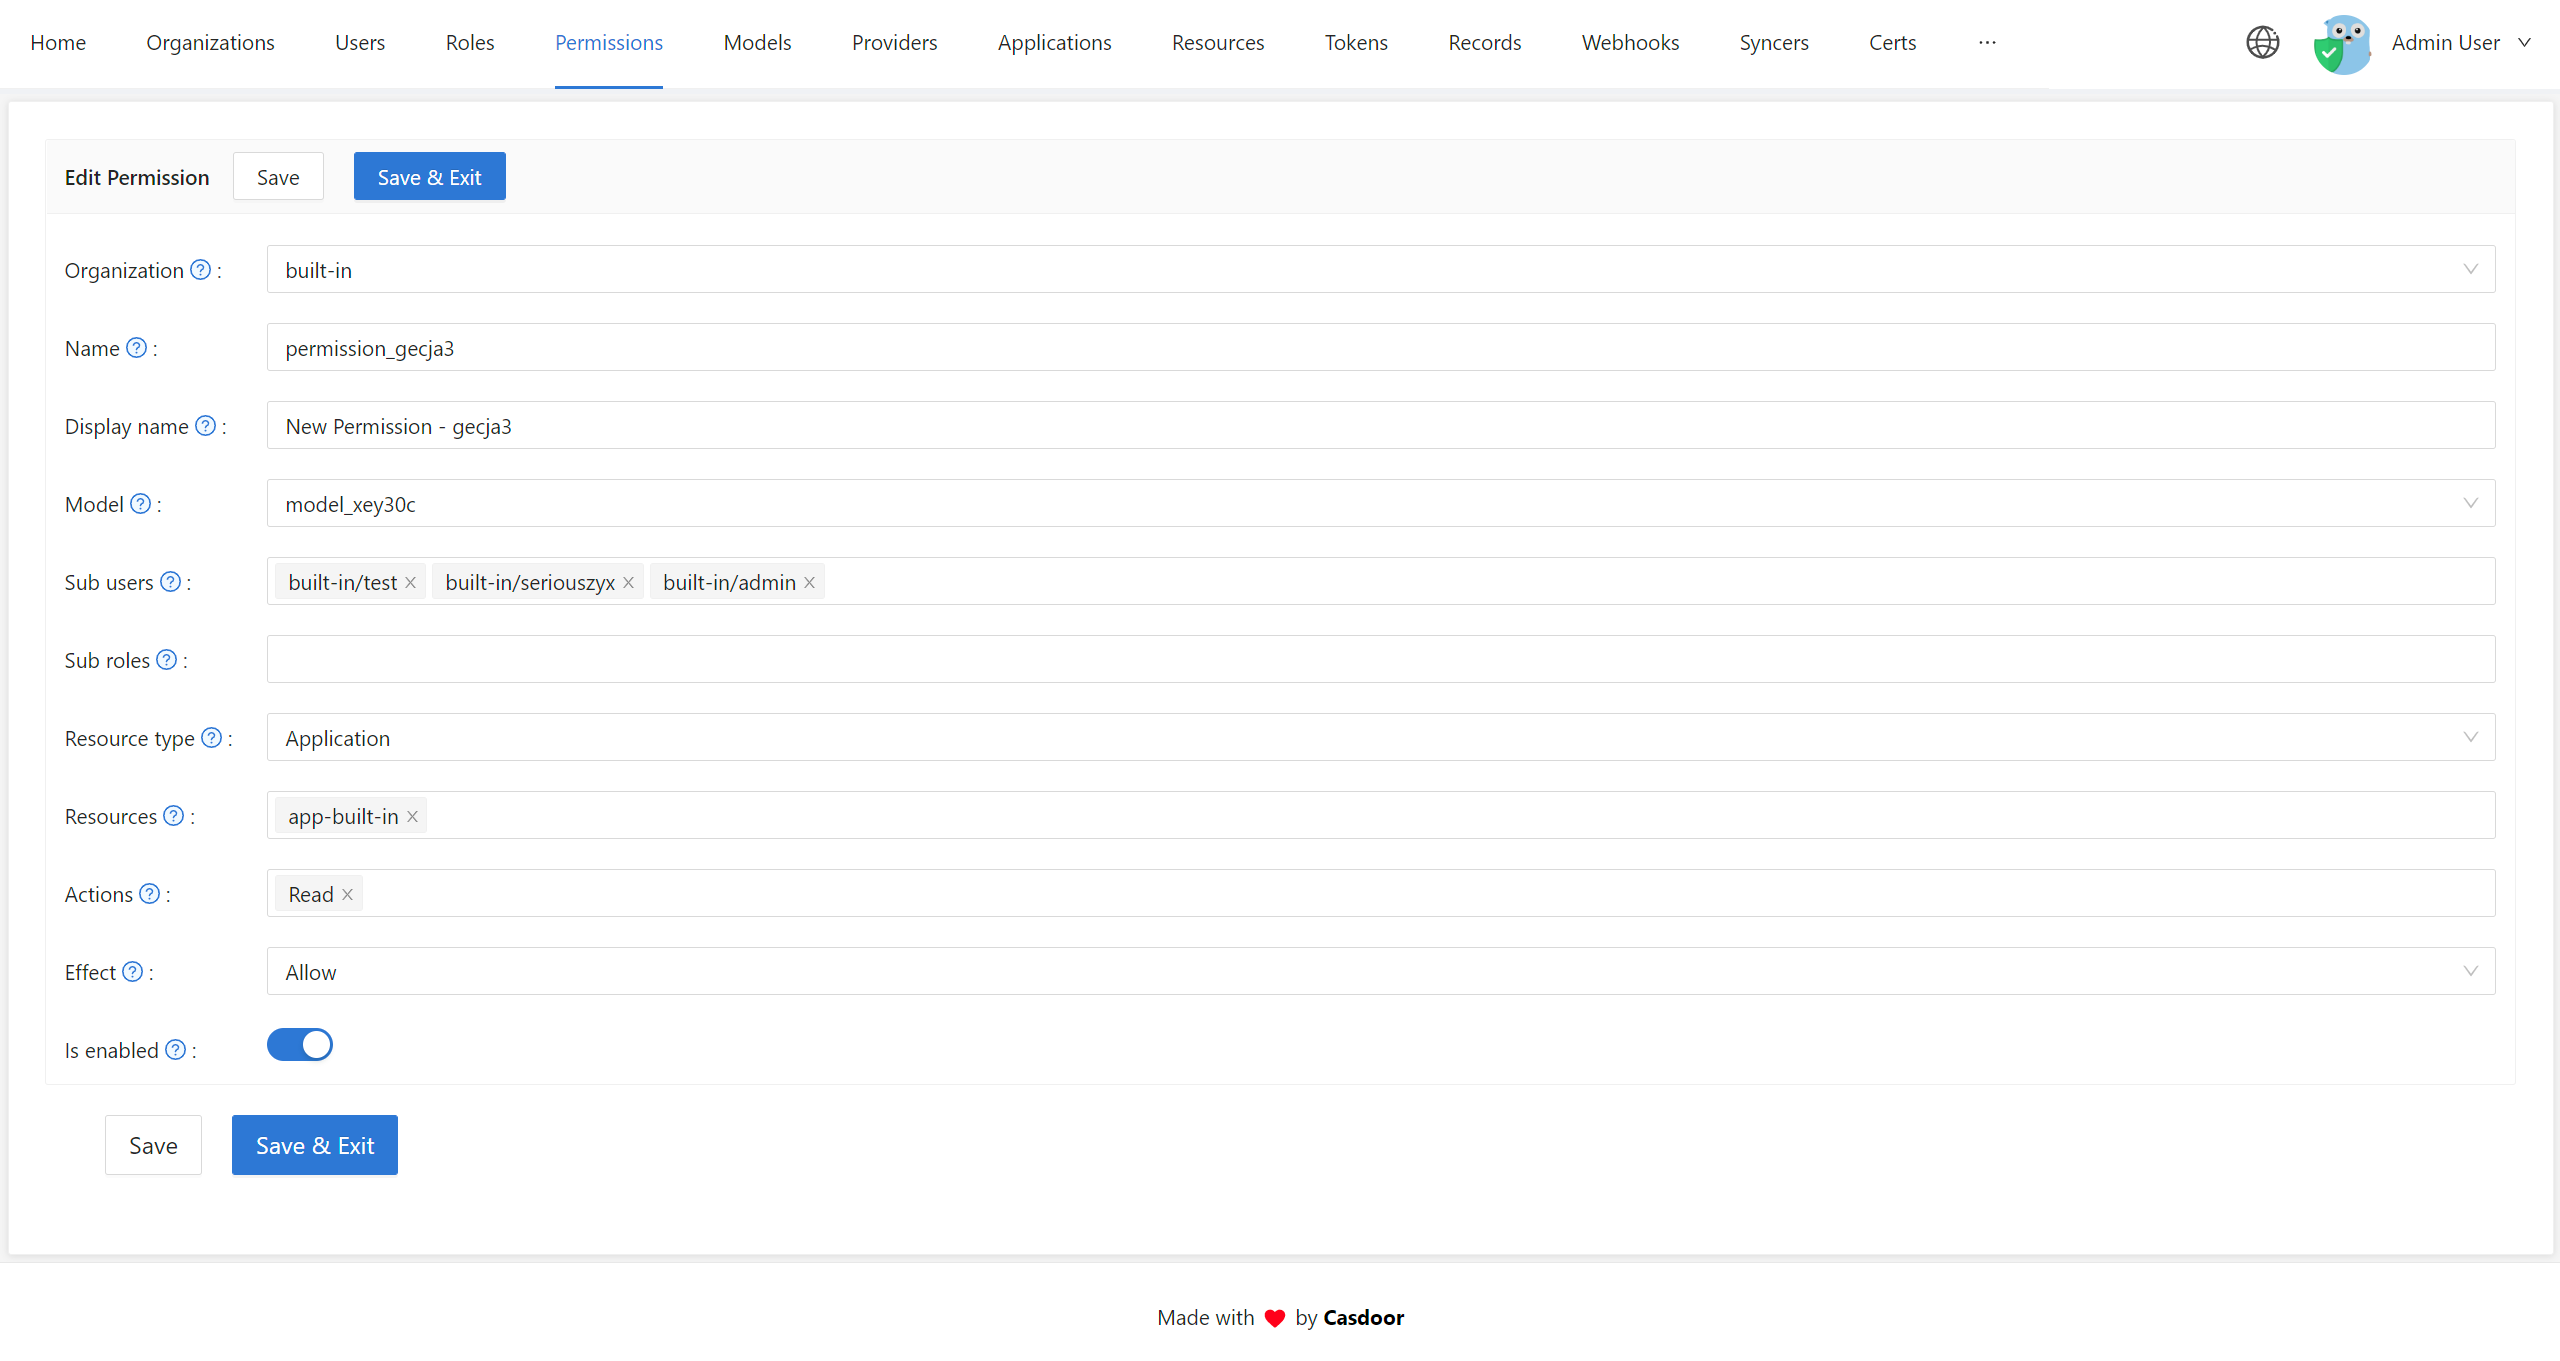 Home Organizations Users Roles Permissions Models Providers Applications Resources Tokens Records Webhooks Syncers Certs ··· Admin User
Edit Permission Save Save & Exit
Organization ? : built-in
Name ? : permission_gecja3
Display name ? : New Permission - gecja3
Model ? : model_xey30c
Sub users ? : built-in/test × built-in/seriouszyx × built-in/admin ×
Sub roles ? :
Resource type ? : Application
Resources ? : app-built-in ×
Actions ? : Read ×
Effect ? : Allow
Is enabled ? :
Save Save & Exit
Made with ❤ by Casdoor